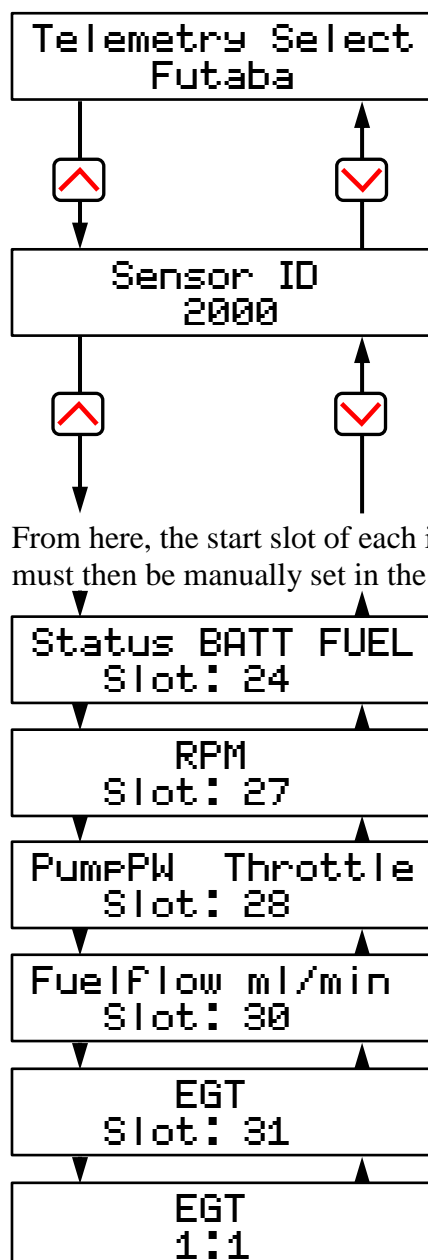 Telemetry Select
Futaba
Sensor ID
2000
From here, the start slot of each i
must then be manually set in the
Status BATT FUEL
Slot: 24
RPM
Slot: 27
PumpPW Throttle
Slot: 28
Fuelflow ml/min
Slot: 30
EGT
Slot: 31
EGT
1:1